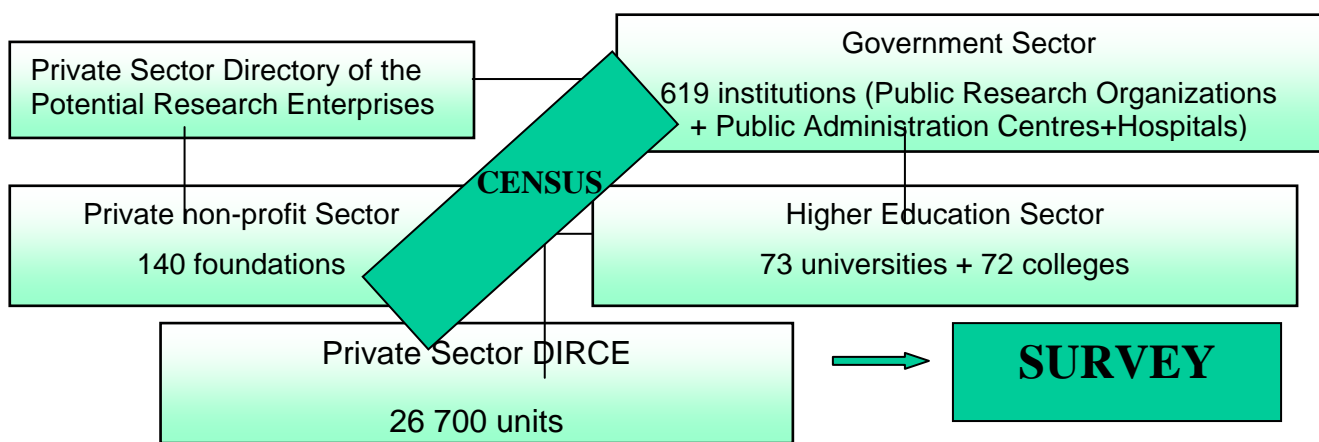 Private Sector Directory of the
Potential Research Enterprises
Government Sector
619 institutions (Public Research Organizations
+ Public Administration Centres+Hospitals)
CENSUS
Private non-profit Sector
140 foundations
Higher Education Sector
73 universities + 72 colleges
Private Sector DIRCE
26 700 units
SURVEY